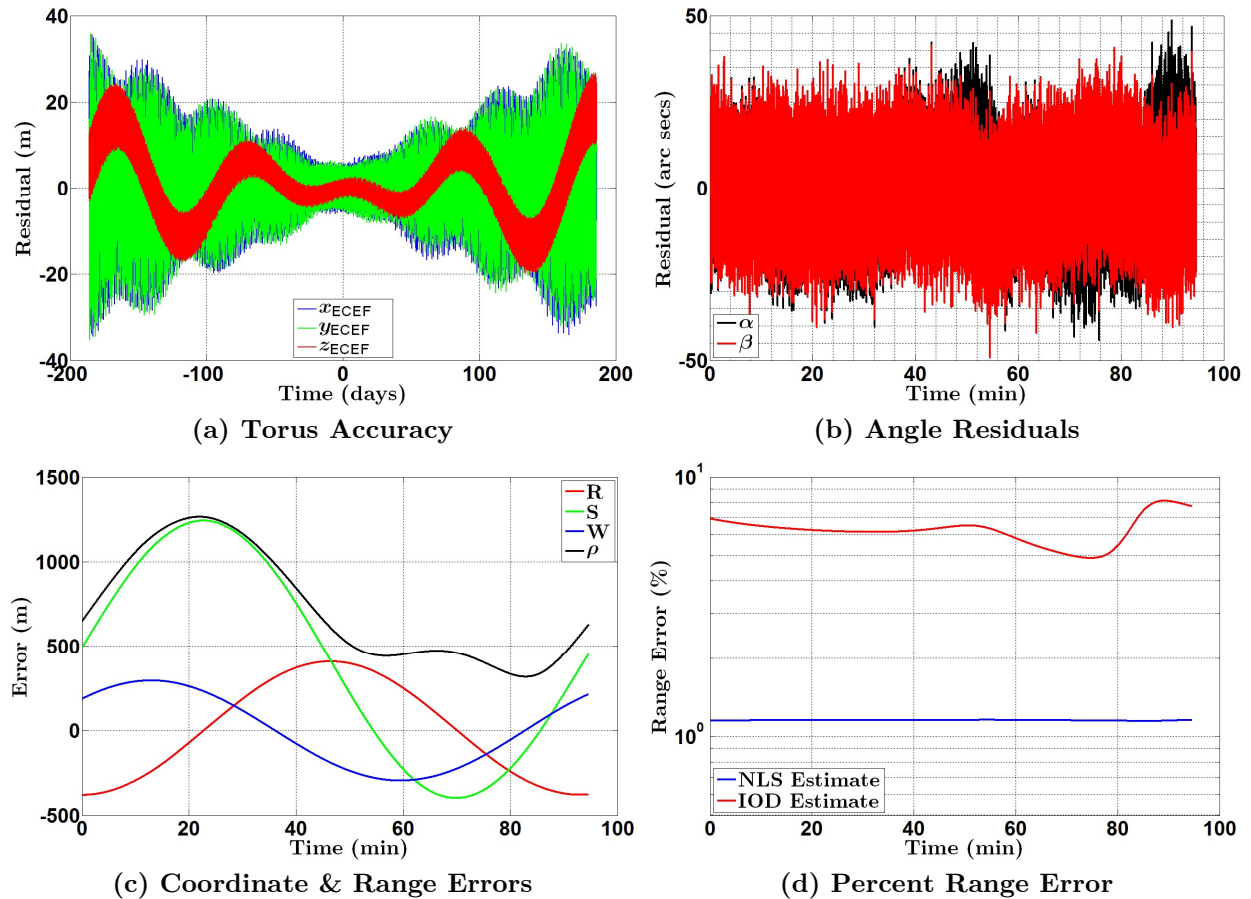 40
20
0
-20
-40
-200
-100
0
100
200
Residual (m)
Time (days)
x_ECEF
y_ECEF
z_ECEF
(a) Torus Accuracy
50
0
-50
0
20
40
60
80
100
Residual (arc secs)
Time (min)
α
β
(b) Angle Residuals
1500
1000
500
0
-500
0
20
40
60
80
100
Error (m)
Time (min)
R
S
W
ρ
(c) Coordinate & Range Errors
10^1
10^0
0
20
40
60
80
100
Range Error (%)
Time (min)
NLS Estimate
IOD Estimate
(d) Percent Range Error